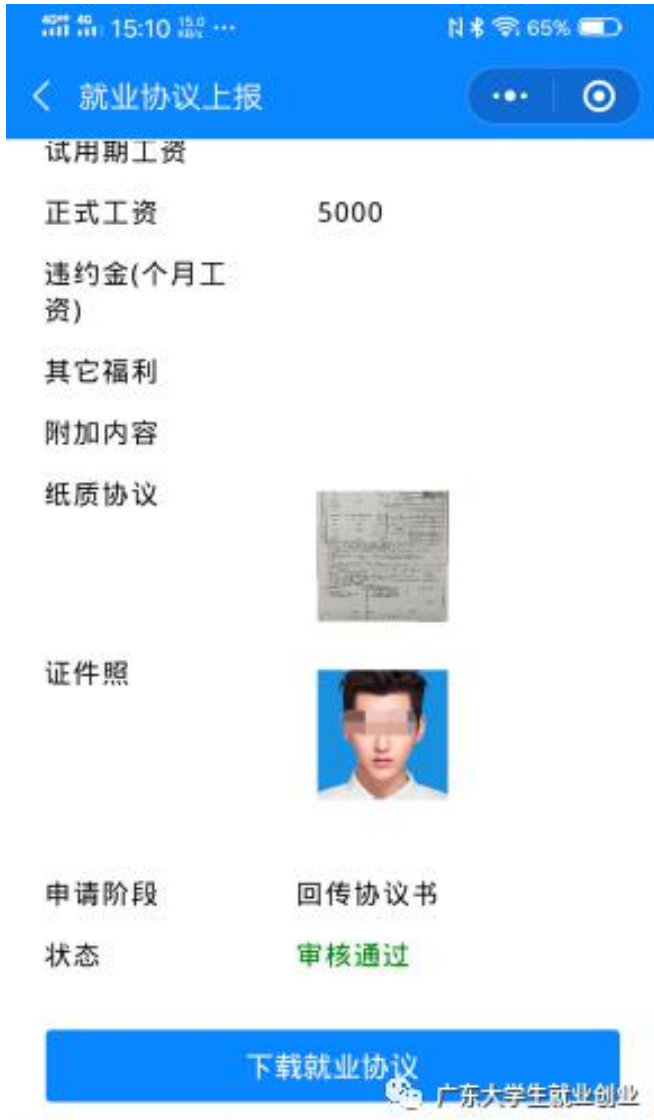 15:10 15.0 KB/s ··· 65%
就业协议上报
试用期工资
正式工资 5000
违约金(个月工
资)
其它福利
附加内容
纸质协议
证件照
申请阶段 回传协议书
状态 审核通过
下载就业协议
广东大学生就业创业